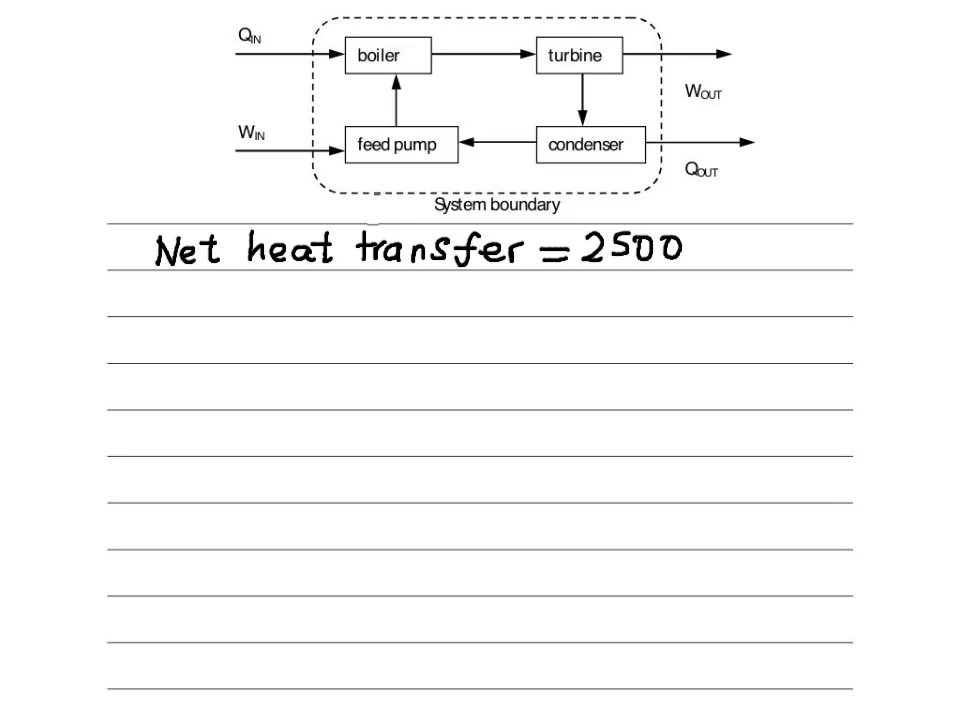 QIN
boiler
turbine
WOUT
WIN
feed pump
condenser
QOUT
System boundary
Net heat transfer = 2500